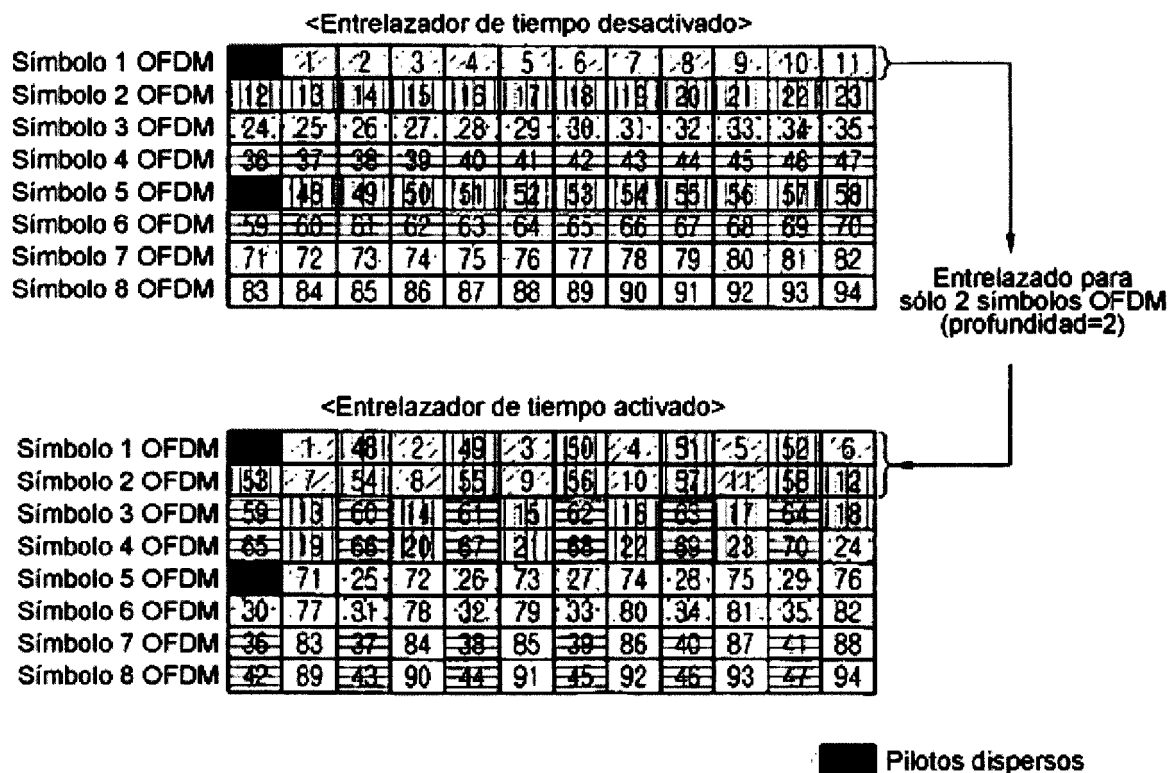 <Entrelazador de tiempo desactivado>
Símbolo 1 OFDM 1 2 3 4 5 6 7 8 9 10 11
Símbolo 2 OFDM 12 13 14 15 16 17 18 19 20 21 22 23
Símbolo 3 OFDM 24 25 26 27 28 29 30 31 32 33 34 35
Símbolo 4 OFDM 36 37 38 39 40 41 42 43 44 45 46 47
Símbolo 5 OFDM 48 49 50 51 52 53 54 55 56 57 58
Símbolo 6 OFDM 59 60 61 62 63 64 65 66 67 68 69 70
Símbolo 7 OFDM 71 72 73 74 75 76 77 78 79 80 81 82
Símbolo 8 OFDM 83 84 85 86 87 88 89 90 91 92 93 94
Entrelazado para
sólo 2 símbolos OFDM
(profundidad=2)
<Entrelazador de tiempo activado>
Símbolo 1 OFDM 1 48 2 49 3 50 4 51 5 52 6
Símbolo 2 OFDM 53 7 54 8 55 9 56 10 57 11 58 12
Símbolo 3 OFDM 59 13 60 14 61 15 62 16 63 17 64 18
Símbolo 4 OFDM 65 19 66 20 67 21 68 22 69 23 70 24
Símbolo 5 OFDM 71 25 72 26 73 27 74 28 75 29 76
Símbolo 6 OFDM 30 77 31 78 32 79 33 80 34 81 35 82
Símbolo 7 OFDM 36 83 37 84 38 85 39 86 40 87 41 88
Símbolo 8 OFDM 42 89 43 90 44 91 45 92 46 93 47 94
Pilotos dispersos